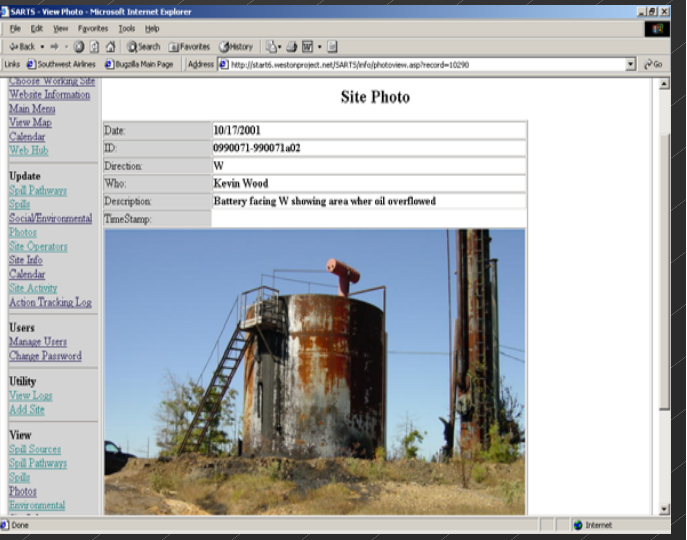 SARTS - View Photo - Microsoft Internet Explorer
File Edit View Favorites Tools Help
Back Search Favorites History
Links Southwest Airlines Bugzilla Main Page Address http://start6.westonproject.net/SARTS/info/photoview.asp?record=10290 Go
Choose Working Site
Website Information
Main Menu
View Map
Calendar
Web Hub
Update
Spill Pathways
Spills
Social/Environmental
Photos
Site Operators
Site Info
Calendar
Site Activity
Action Tracking Log
Users
Manage Users
Change Password
Utility
View Logs
Add Site
View
Spill Sources
Spill Pathways
Spills
Photos
Environmental
Site Photo
Date: 10/17/2001
ID: 0990071-990071a02
Direction: W
Who: Kevin Wood
Description: Battery facing W showing area wher oil overflowed
TimeStamp:
Done Internet